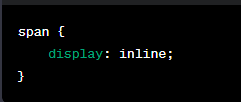 span {
    display: inline;
}